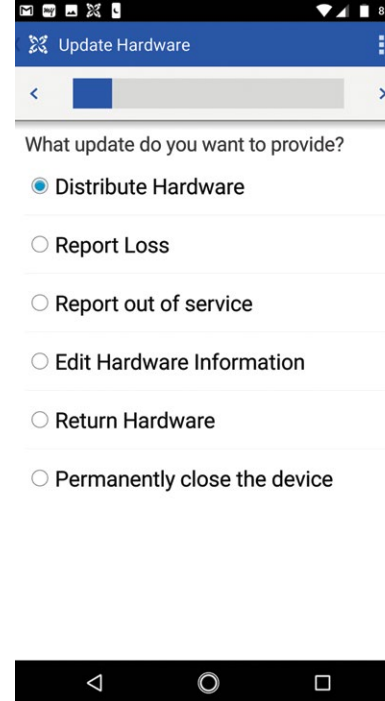 8
Update Hardware
What update do you want to provide?
Distribute Hardware
Report Loss
Report out of service
Edit Hardware Information
Return Hardware
Permanently close the device